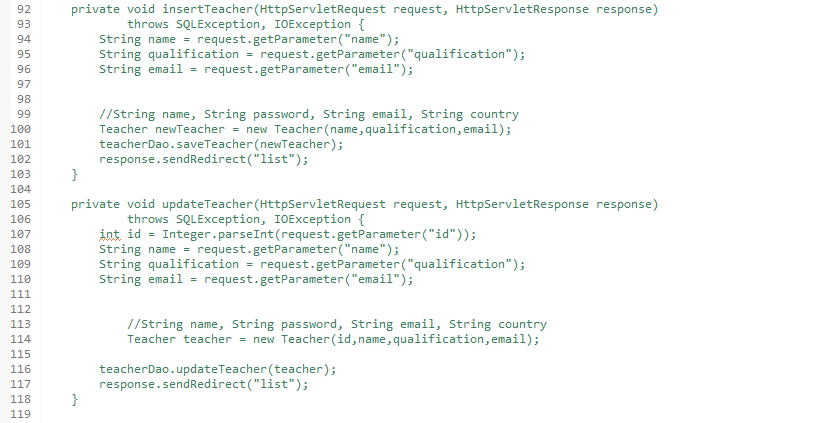 92 private void insertTeacher(HttpServletRequest request, HttpServletResponse response)
93 throws SQLException, IOException {
94 String name = request.getParameter("name");
95 String qualification = request.getParameter("qualification");
96 String email = request.getParameter("email");
97
98
99 //String name, String password, String email, String country
100 Teacher newTeacher = new Teacher(name,qualification,email);
101 teacherDao.saveTeacher(newTeacher);
102 response.sendRedirect("list");
103 }
104
105 private void updateTeacher(HttpServletRequest request, HttpServletResponse response)
106 throws SQLException, IOException {
107 int id = Integer.parseInt(request.getParameter("id"));
108 String name = request.getParameter("name");
109 String qualification = request.getParameter("qualification");
110 String email = request.getParameter("email");
111
112
113 //String name, String password, String email, String country
114 Teacher teacher = new Teacher(id,name,qualification,email);
115
116 teacherDao.updateTeacher(teacher);
117 response.sendRedirect("list");
118 }
119